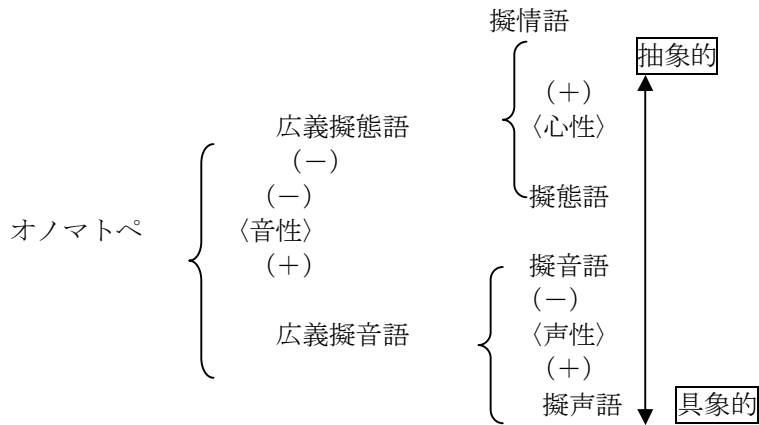 擬情語
抽象的
（＋）
広義擬態語
〈心性〉
（－）
（－）
擬態語
オノマトペ
〈音性〉
（＋）
擬音語
（－）
広義擬音語
〈声性〉
（＋）
擬声語
具象的